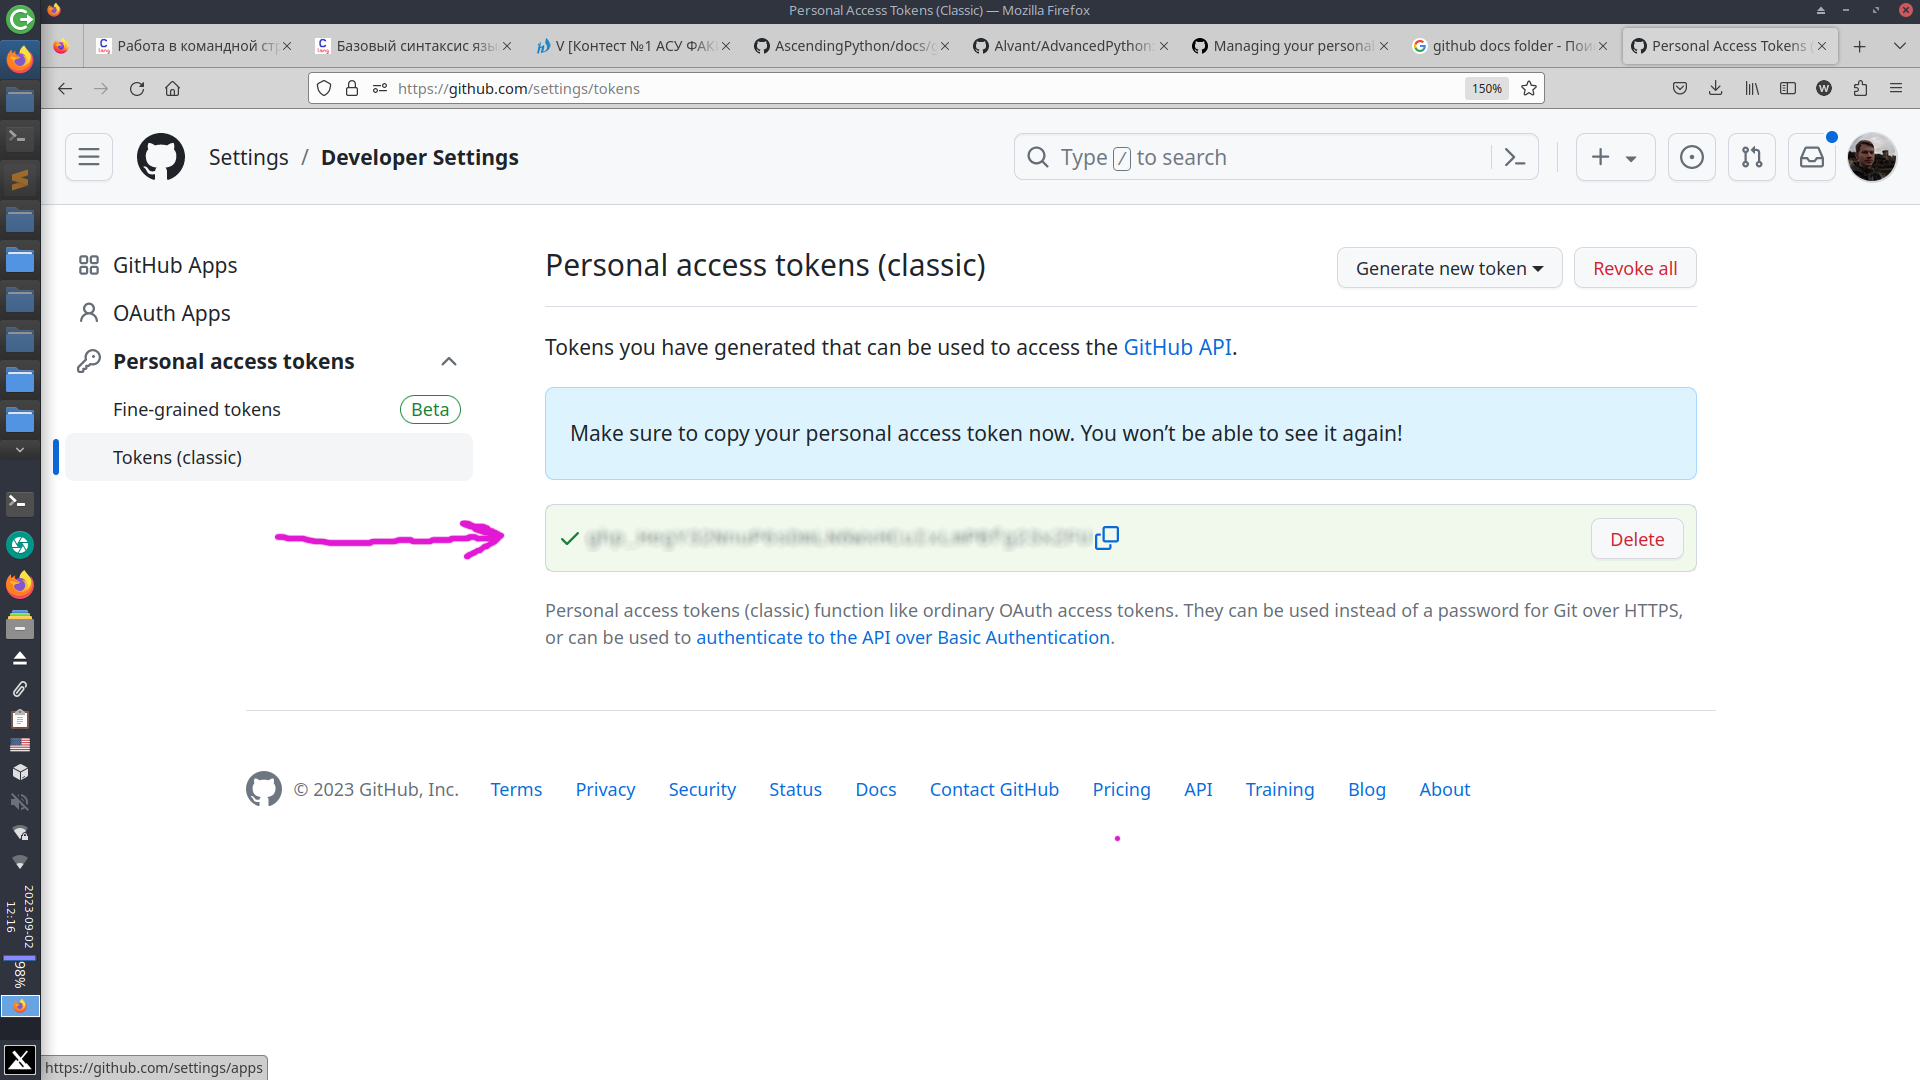 Personal Access Tokens (Classic) — Mozilla Firefox
Работа в командной стр
Базовый синтаксис язы
V [Контест №1 АСУ ФАКІ
AscendingPython/docs/g
Alvant/AdvancedPython:
Managing your personal
github docs folder - Пои
Personal Access Tokens (
https://github.com/settings/tokens
150%
Settings / Developer Settings
Type / to search
GitHub Apps
OAuth Apps
Personal access tokens
Fine-grained tokens Beta
Tokens (classic)
Personal access tokens (classic)
Generate new token
Revoke all
Tokens you have generated that can be used to access the GitHub API.
Make sure to copy your personal access token now. You won’t be able to see it again!
Delete
Personal access tokens (classic) function like ordinary OAuth access tokens. They can be used instead of a password for Git over HTTPS,
or can be used to authenticate to the API over Basic Authentication.
© 2023 GitHub, Inc. Terms Privacy Security Status Docs Contact GitHub Pricing API Training Blog About
2023-09-02
12:16
98%
https://github.com/settings/apps